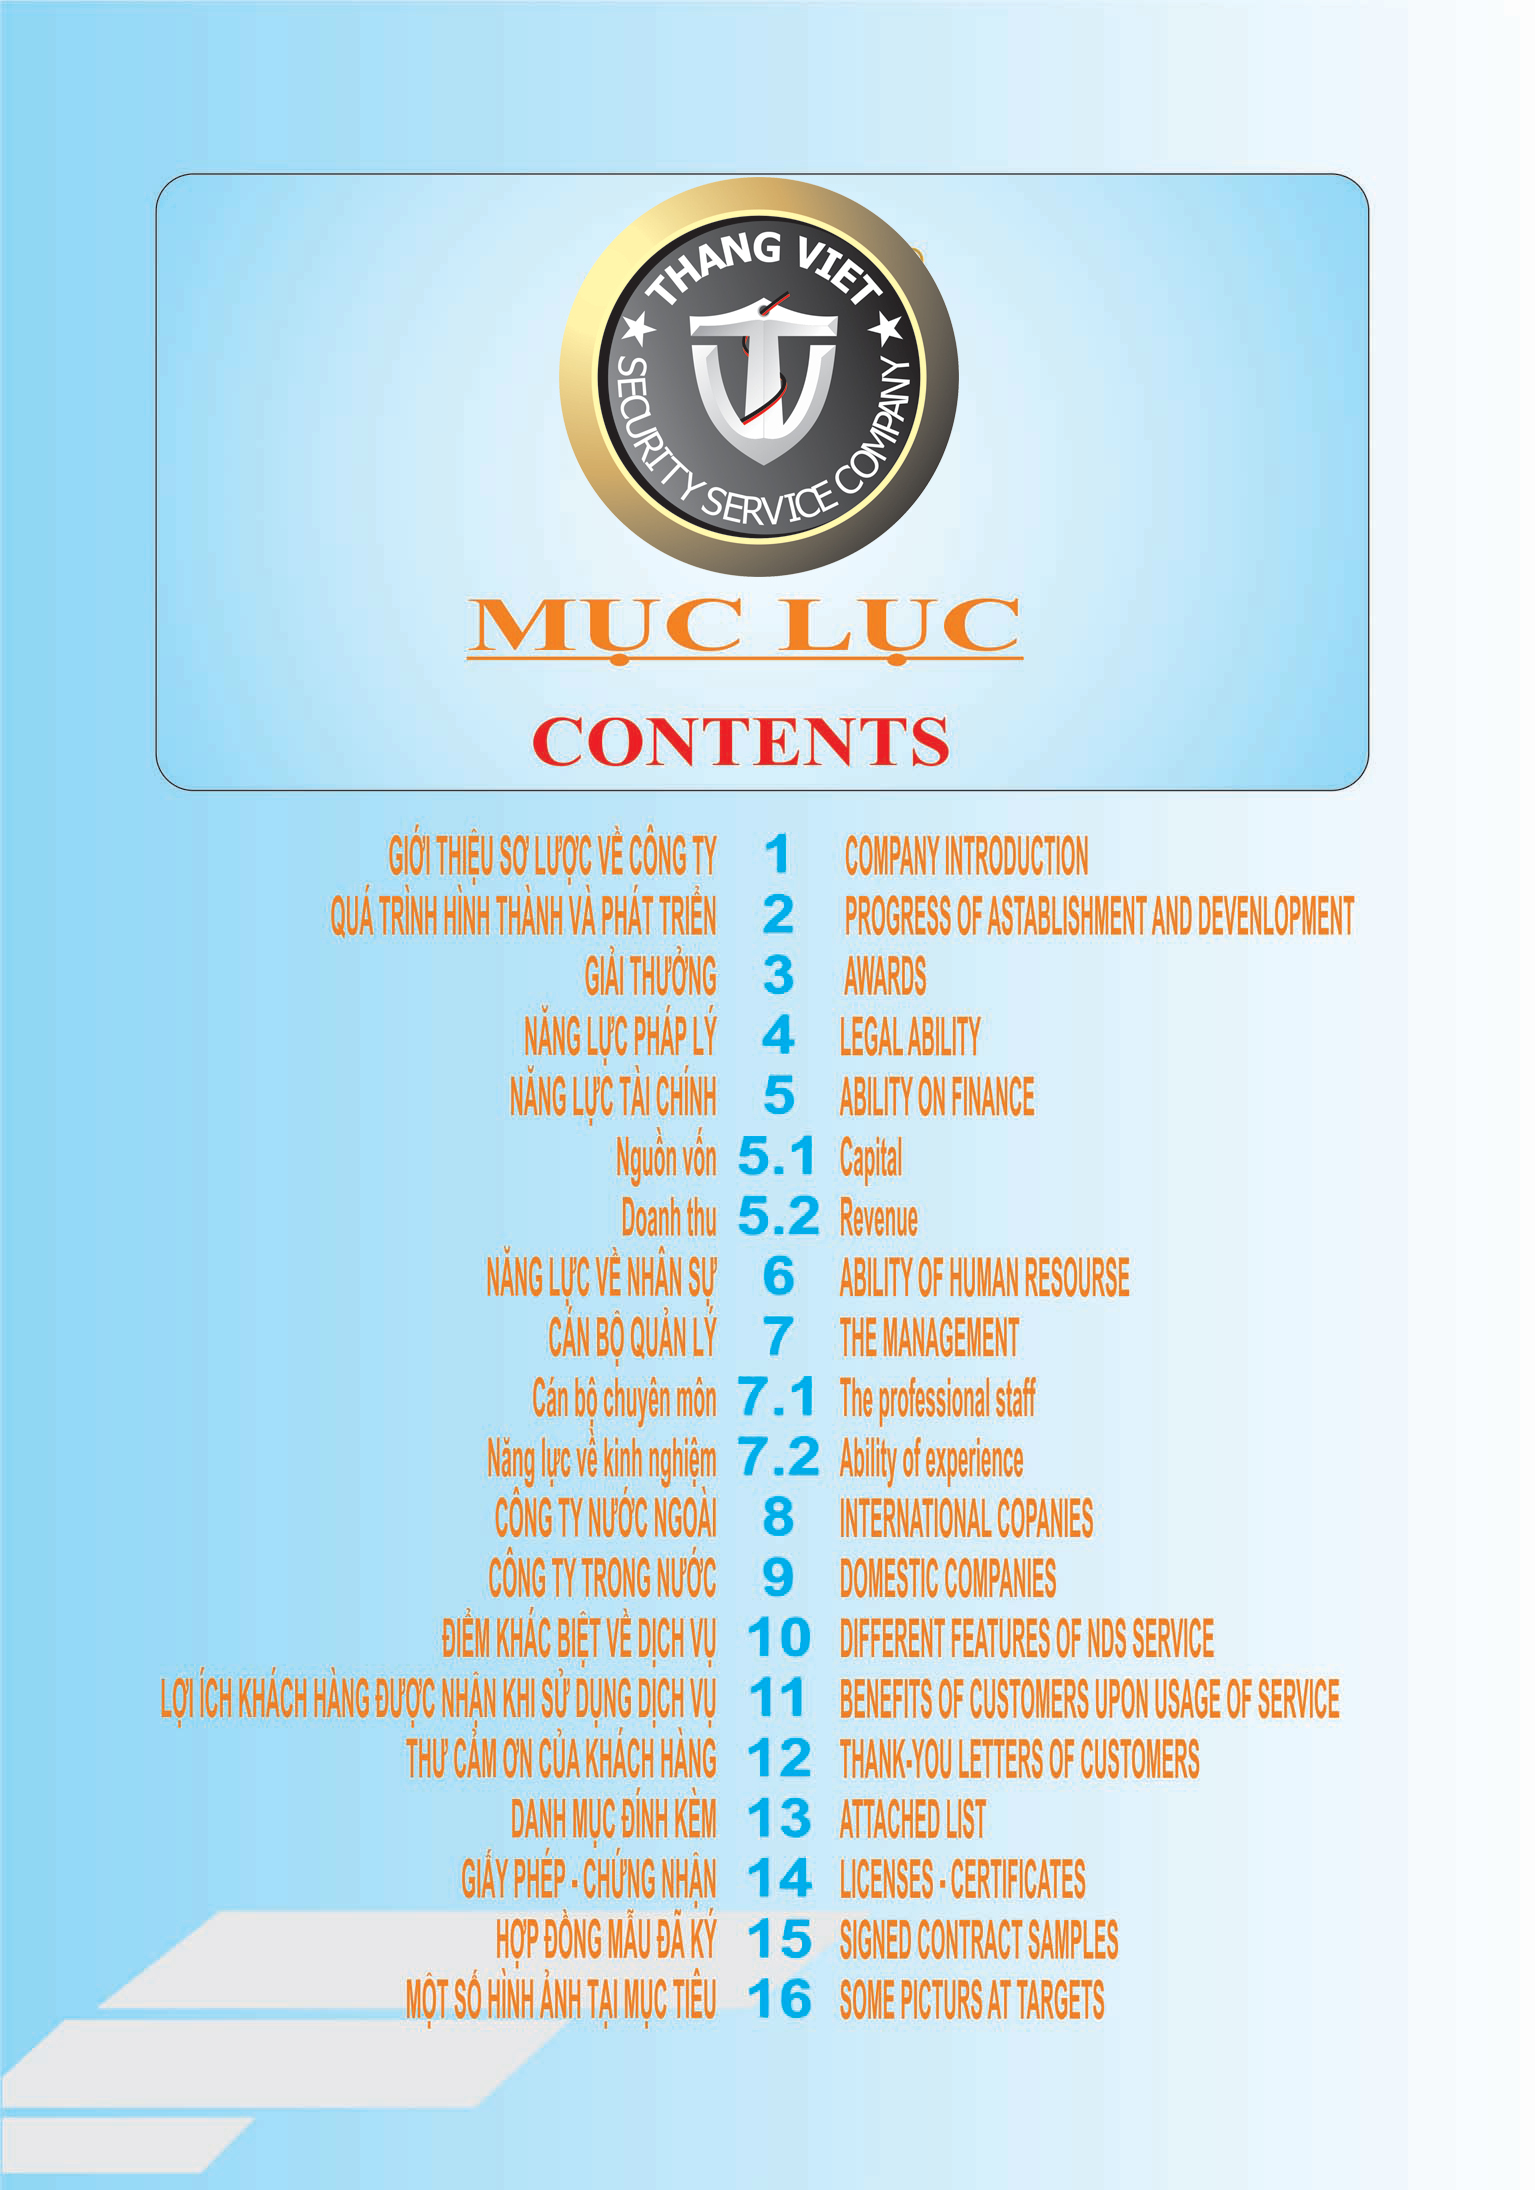 THANG VIET
SECURITY SERVICE COMPANY
MỤC LỤC
CONTENTS
GIỚI THIỆU SƠ LƯỢC VỀ CÔNG TY 1 COMPANY INTRODUCTION
QUÁ TRÌNH HÌNH THÀNH VÀ PHÁT TRIỂN 2 PROGRESS OF ASTABLISHMENT AND DEVENLOPMENT
GIẢI THƯỞNG 3 AWARDS
NĂNG LỰC PHÁP LÝ 4 LEGAL ABILITY
NĂNG LỰC TÀI CHÍNH 5 ABILITY ON FINANCE
Nguồn vốn 5.1 Capital
Doanh thu 5.2 Revenue
NĂNG LỰC VỀ NHÂN SỰ 6 ABILITY OF HUMAN RESOURSE
CÁN BỘ QUẢN LÝ 7 THE MANAGEMENT
Cán bộ chuyên môn 7.1 The professional staff
Năng lực về kinh nghiệm 7.2 Ability of experience
CÔNG TY NƯỚC NGOÀI 8 INTERNATIONAL COPANIES
CÔNG TY TRONG NƯỚC 9 DOMESTIC COMPANIES
ĐIỂM KHÁC BIỆT VỀ DỊCH VỤ 10 DIFFERENT FEATURES OF NDS SERVICE
LỢI ÍCH KHÁCH HÀNG ĐƯỢC NHẬN KHI SỬ DỤNG DỊCH VỤ 11 BENEFITS OF CUSTOMERS UPON USAGE OF SERVICE
THƯ CẢM ƠN CỦA KHÁCH HÀNG 12 THANK-YOU LETTERS OF CUSTOMERS
DANH MỤC ĐÍNH KÈM 13 ATTACHED LIST
GIẤY PHÉP - CHỨNG NHẬN 14 LICENSES - CERTIFICATES
HỢP ĐỒNG MẪU ĐÃ KÝ 15 SIGNED CONTRACT SAMPLES
MỘT SỐ HÌNH ẢNH TẠI MỤC TIÊU 16 SOME PICTURS AT TARGETS